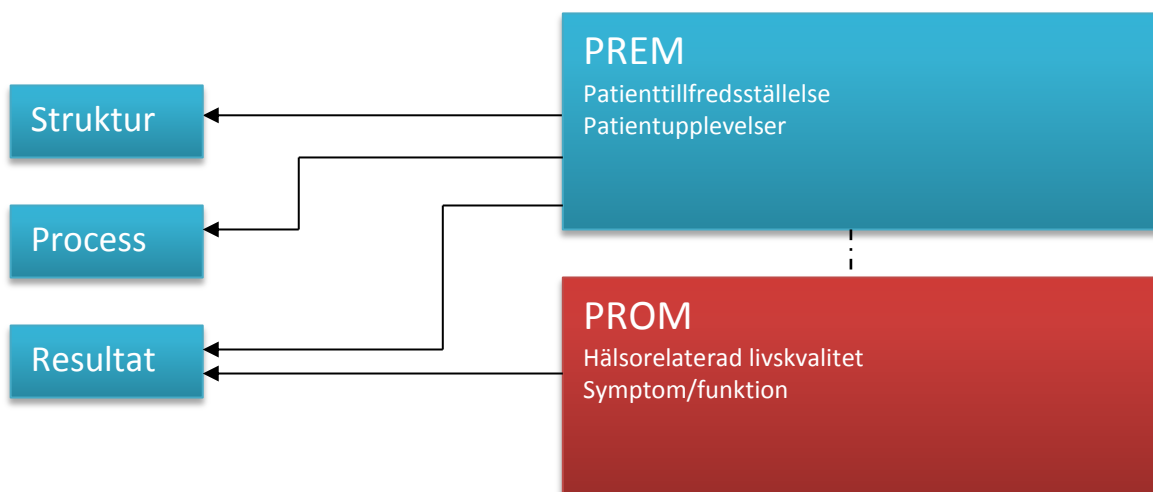 Struktur
Process
Resultat
PREM
Patienttillfredsställelse
Patientupplevelser
PROM
Hälsorelaterad livskvalitet
Symptom/funktion